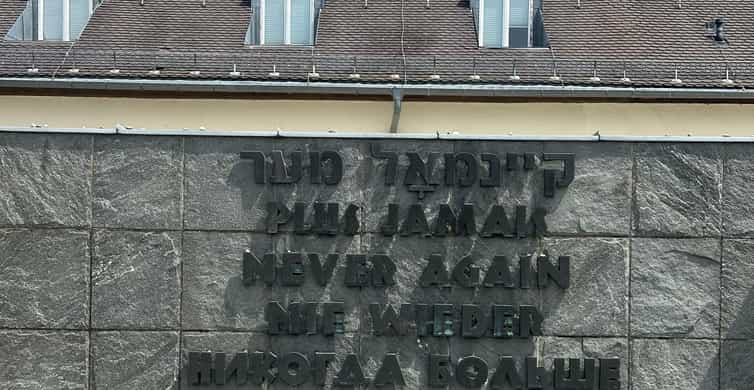 קיינמאָל מער
PLUS JAMAIS
NEVER AGAIN
NIE WIEDER
НИКОГДА БОЛЬШЕ